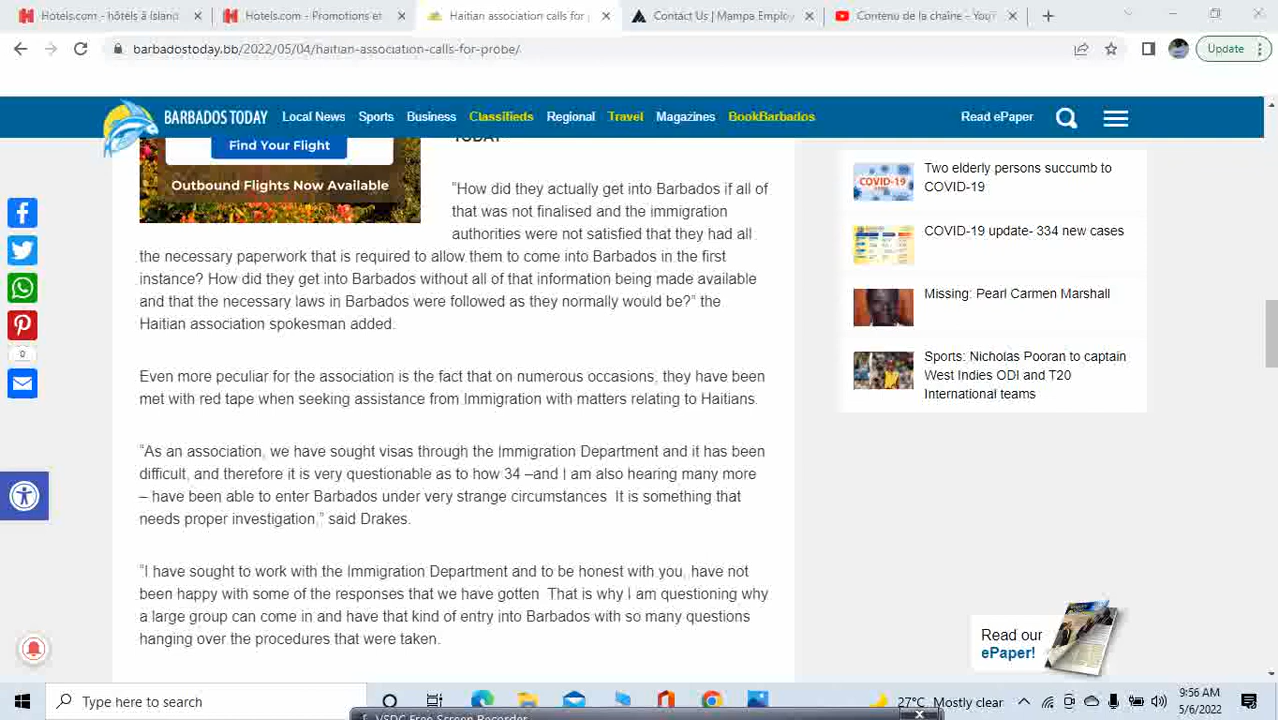 Hotels.com - hôtels à Island
Hotels.com - Promotions et
Haitian association calls for
Contact Us | Mampa Employ
Contenu de la chaîne - YouT
barbadostoday.bb/2022/05/04/haitian-association-calls-for-probe/
Update
BARBADOS TODAY
Local News
Sports
Business
Classifieds
Regional
Travel
Magazines
BookBarbados
Read ePaper
TODAY
Find Your Flight
Outbound Flights Now Available
"How did they actually get into Barbados if all of
that was not finalised and the immigration
authorities were not satisfied that they had all
the necessary paperwork that is required to allow them to come into Barbados in the first
instance? How did they get into Barbados without all of that information being made available
and that the necessary laws in Barbados were followed as they normally would be?" the
Haitian association spokesman added.
Even more peculiar for the association is the fact that on numerous occasions, they have been
met with red tape when seeking assistance from Immigration with matters relating to Haitians.
"As an association, we have sought visas through the Immigration Department and it has been
difficult, and therefore it is very questionable as to how 34 –and I am also hearing many more
– have been able to enter Barbados under very strange circumstances  It is something that
needs proper investigation," said Drakes.
"I have sought to work with the Immigration Department and to be honest with you, have not
been happy with some of the responses that we have gotten  That is why I am questioning why
a large group can come in and have that kind of entry into Barbados with so many questions
hanging over the procedures that were taken.
0
COVID-19
Two elderly persons succumb to
COVID-19
COVID-19 update- 334 new cases
Missing: Pearl Carmen Marshall
Sports: Nicholas Pooran to captain
West Indies ODI and T20
International teams
Read our
ePaper!
Type here to search
27°C Mostly clear
9:56 AM
5/6/2022
VSDC Free Screen Recorder